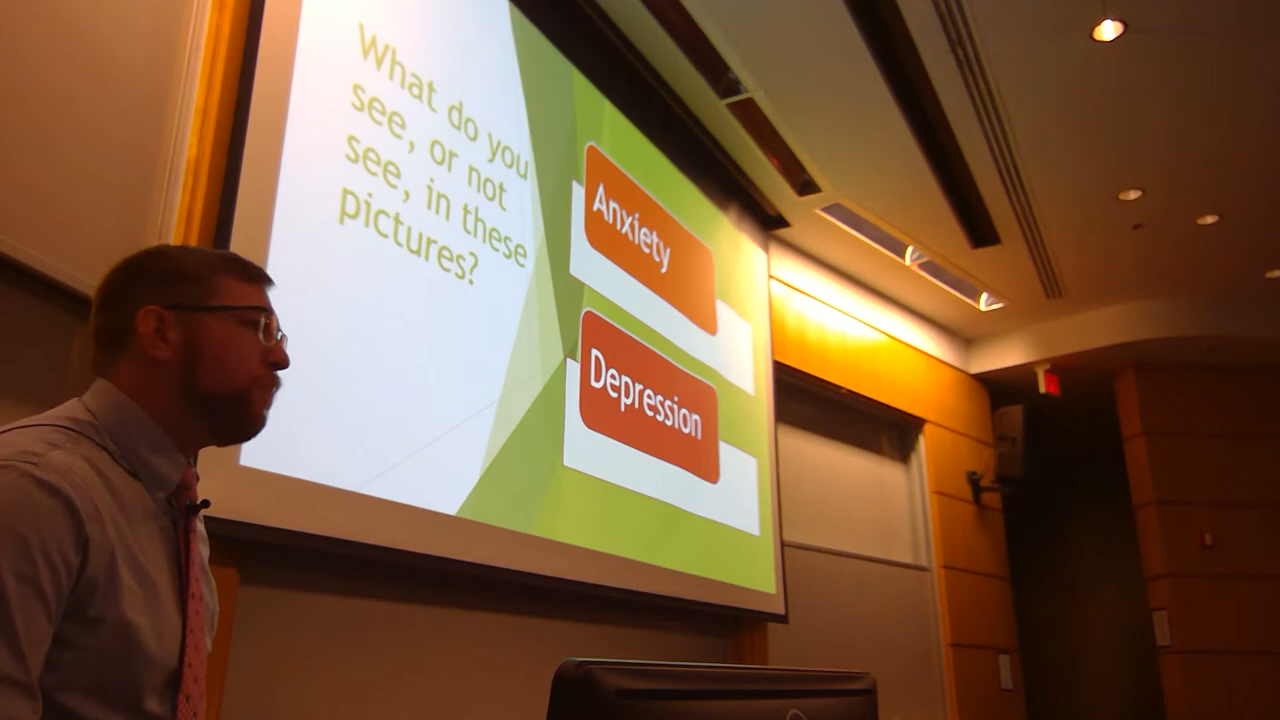 What do you
see, or not
see, in these
pictures?
Anxiety
Depression